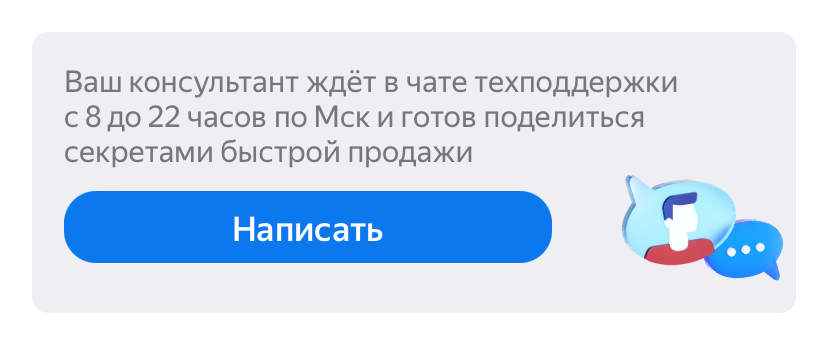 Ваш консультант ждёт в чате техподдержки
с 8 до 22 часов по Мск и готов поделиться
секретами быстрой продажи
Написать